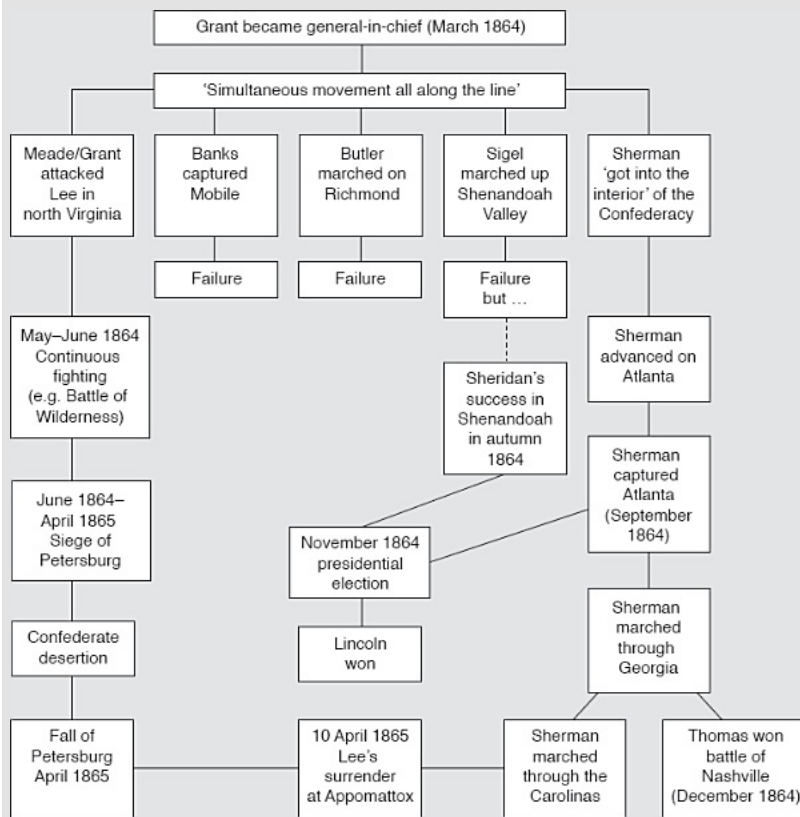 Grant became general-in-chief (March 1864)
‘Simultaneous movement all along the line’
Meade/Grant
attacked
Lee in
north Virginia
Banks
captured
Mobile
Butler
marched on
Richmond
Sigel
marched up
Shenandoah
Valley
Sherman
‘got into the
interior’ of the
Confederacy
Failure
Failure
Failure
but ...
May–June 1864
Continuous
fighting
(e.g. Battle of
Wilderness)
Sherman
advanced on
Atlanta
Sheridan’s
success in
Shenandoah
in autumn
1864
Sherman
captured
Atlanta
(September
1864)
June 1864–
April 1865
Siege of
Petersburg
November 1864
presidential
election
Sherman
marched
through
Georgia
Confederate
desertion
Lincoln
won
Fall of
Petersburg
April 1865
10 April 1865
Lee’s
surrender
at Appomattox
Sherman
marched
through the
Carolinas
Thomas won
battle of
Nashville
(December 1864)